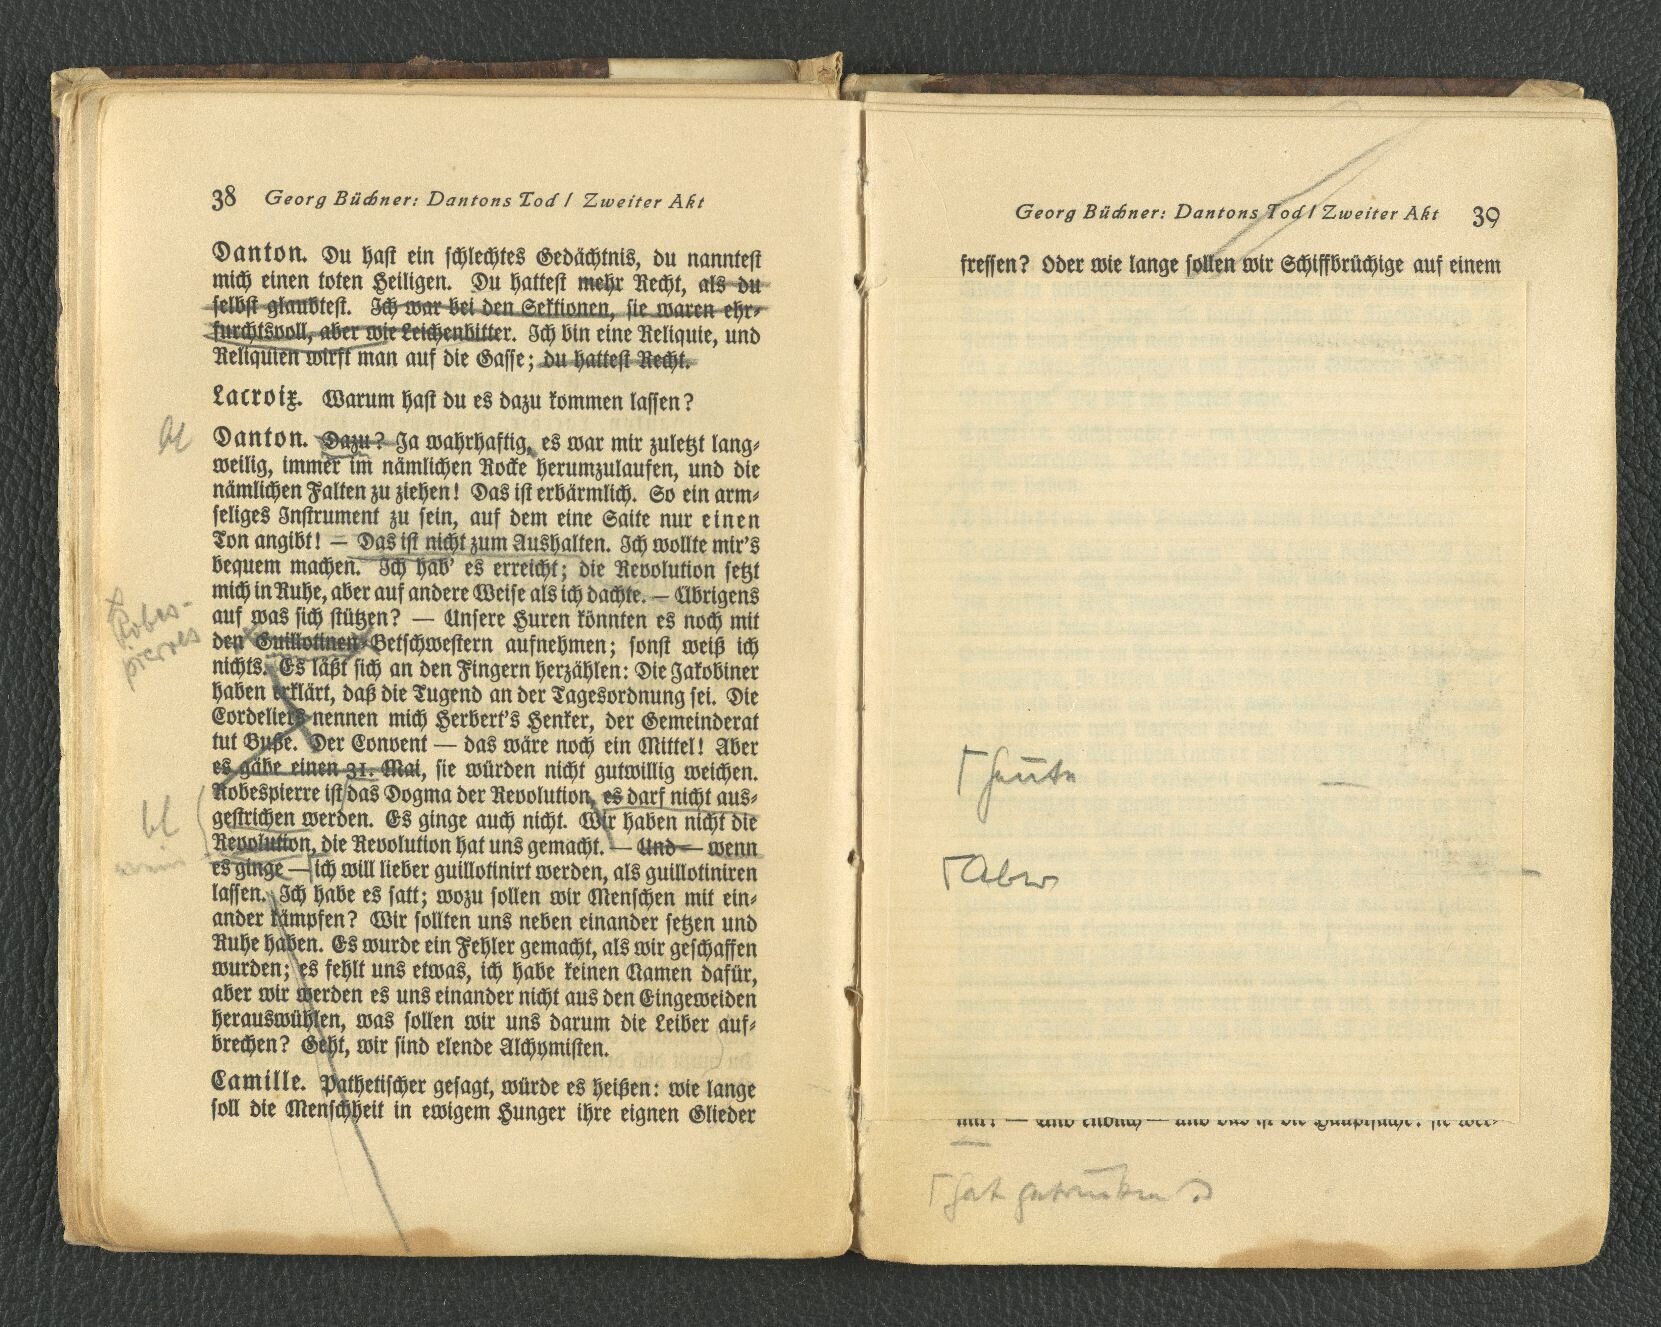 38 Georg Büchner: Dantons Tod / Zweiter Akt
Danton. Du hast ein schlechtes Gedächtnis, du nanntest
mich einen toten Heiligen. Du hattest mehr Recht, als du
selbst glaubtest. Ich war bei den Sektionen, sie waren ehr-
furchtsvoll, aber wie Leichenbitter. Ich bin eine Reliquie, und
Reliquien wirft man auf die Gasse; du hattest Recht.
Lacroix. Warum hast du es dazu kommen lassen?
bl
Danton. Dazu? Ja wahrhaftig, es war mir zuletzt lang-
weilig, immer im nämlichen Rocke herumzulaufen, und die
nämlichen Falten zu ziehen! Das ist erbärmlich. So ein arm-
seliges Instrument zu sein, auf dem eine Saite nur einen
Ton angibt! — Das ist nicht zum Aushalten. Ich wollte mir's
bequem machen. Ich hab' es erreicht; die Revolution setzt
mich in Ruhe, aber auf andere Weise als ich dachte. — Übrigens
auf was sich stützen? — Unsere Huren könnten es noch mit
Robes-
pierres
den Guillotinen-Betschwestern aufnehmen; sonst weiß ich
nichts. Es läßt sich an den Fingern herzählen: Die Jakobiner
haben erklärt, daß die Tugend an der Tagesordnung sei. Die
Cordeliers nennen mich Herbert's Henker, der Gemeinderat
tut Buße. Der Convent — das wäre noch ein Mittel! Aber
es gäbe einen 31. Mai, sie würden nicht gutwillig weichen.
Robespierre ist das Dogma der Revolution, es darf nicht aus-
bl
gestrichen werden. Es ginge auch nicht. Wir haben nicht die
Revolution, die Revolution hat uns gemacht. — Und — wenn
es ginge — ich will lieber guillotinirt werden, als guillotiniren
lassen. Ich habe es satt; wozu sollen wir Menschen mit ein-
ander kämpfen? Wir sollten uns neben einander setzen und
Ruhe haben. Es wurde ein Fehler gemacht, als wir geschaffen
wurden; es fehlt uns etwas, ich habe keinen Namen dafür,
aber wir werden es uns einander nicht aus den Eingeweiden
herauswühlen, was sollen wir uns darum die Leiber auf-
brechen? Geht, wir sind elende Alchymisten.
Camille. Pathetischer gesagt, würde es heißen: wie lange
soll die Menschheit in ewigem Hunger ihre eignen Glieder
Georg Büchner: Dantons Tod / Zweiter Akt 39
fressen? Oder wie lange sollen wir Schiffbrüchige auf einem
Heute
Aber
— und endlich — und das ist die Hauptsache: sie wer-